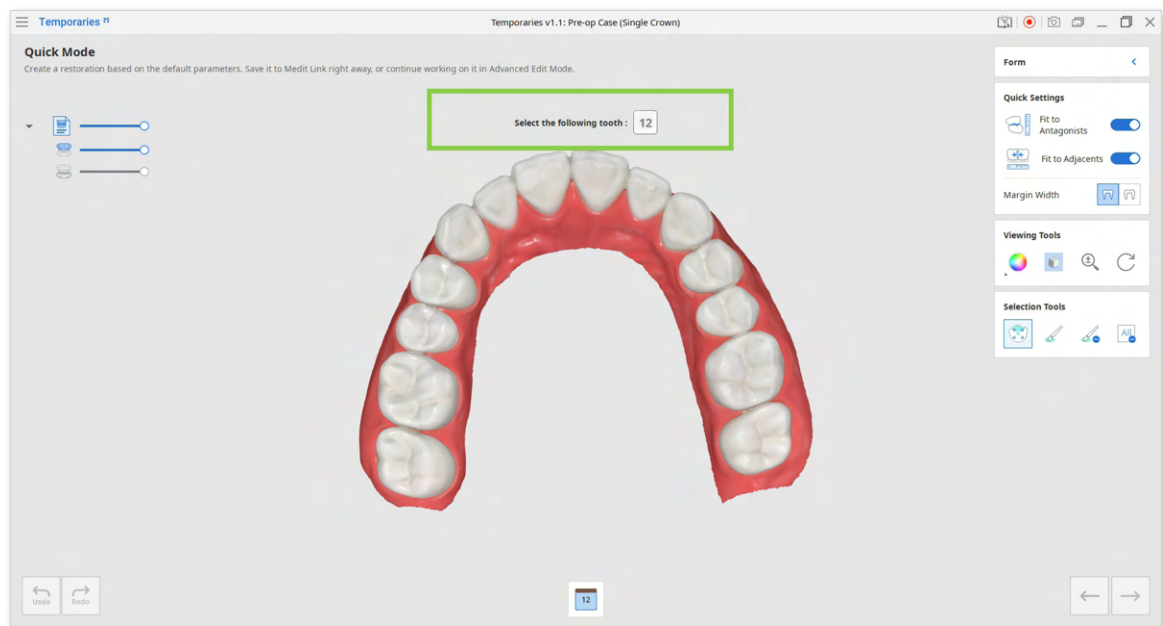 Temporaries
Temporaries v1.1: Pre-op Case (Single Crown)
Quick Mode
Create a restoration based on the default parameters. Save it to Medit Link right away, or continue working on it in Advanced Edit Mode.
Select the following tooth : 12
Form
Quick Settings
Fit to
Antagonists
Fit to Adjacents
Margin Width
Viewing Tools
Selection Tools
All
Undo
Redo
12